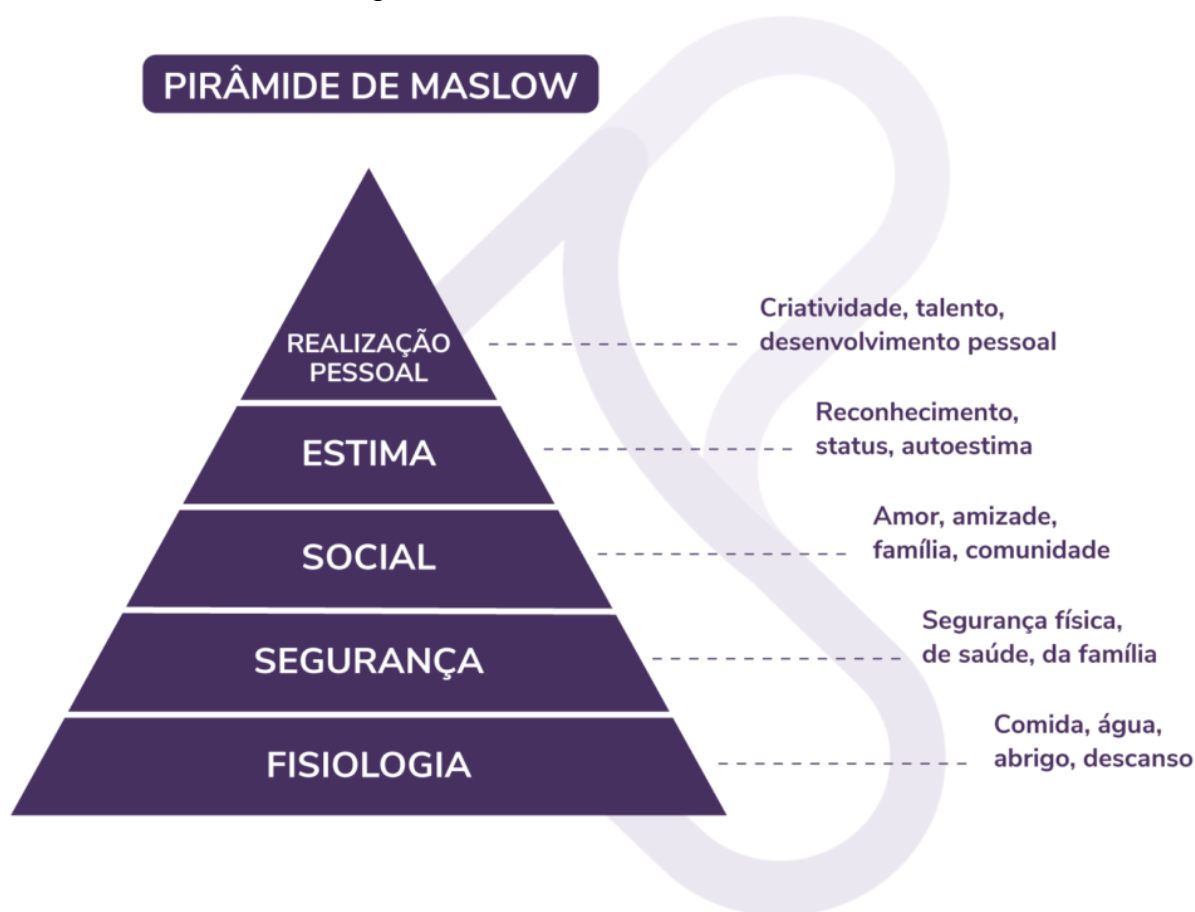 PIRÂMIDE DE MASLOW
REALIZAÇÃO
PESSOAL
Criatividade, talento,
desenvolvimento pessoal
ESTIMA
Reconhecimento,
status, autoestima
SOCIAL
Amor, amizade,
família, comunidade
SEGURANÇA
Segurança física,
de saúde, da família
FISIOLOGIA
Comida, água,
abrigo, descanso